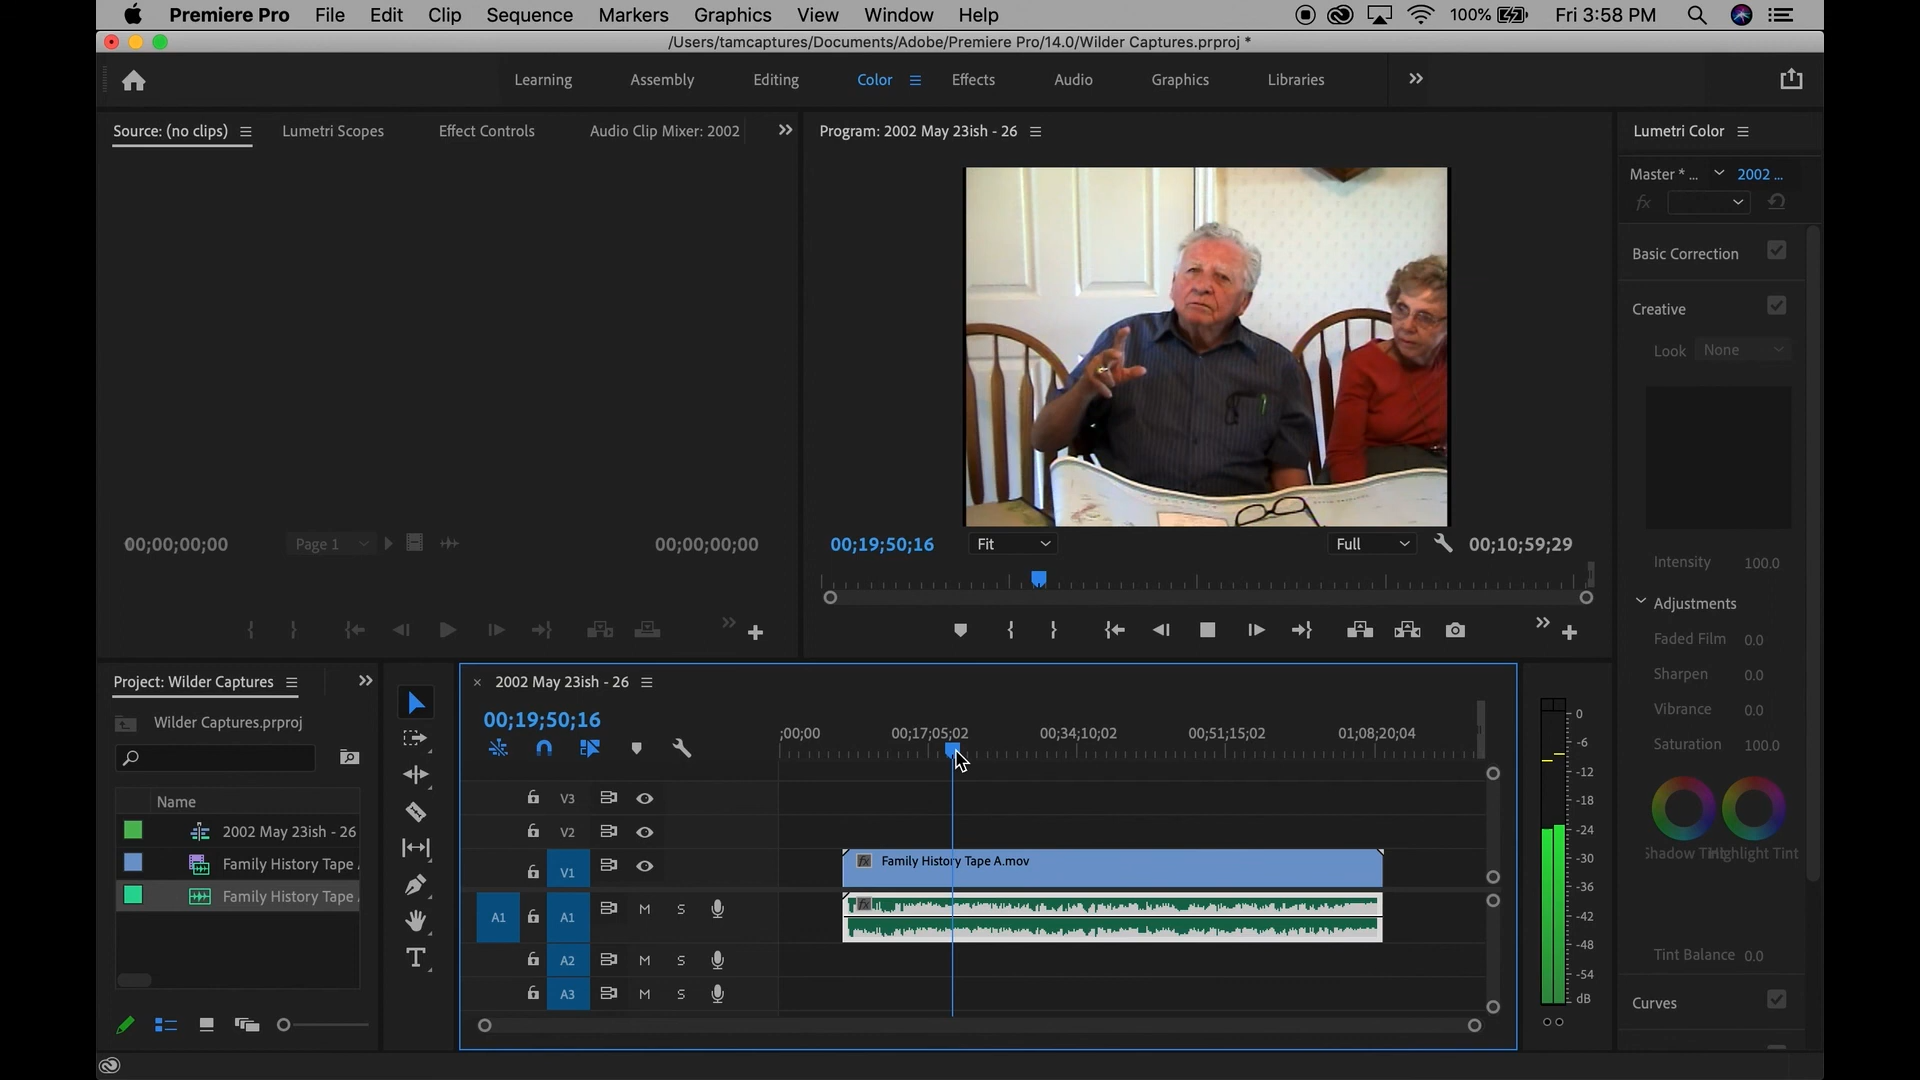 Premiere Pro File Edit Clip Sequence Markers Graphics View Window Help 100% Fri 3:58 PM
/Users/tamcaptures/Documents/Adobe/Premiere Pro/14.0/Wilder Captures.prproj *
Learning Assembly Editing Color Effects Audio Graphics Libraries
Source: (no clips) Lumetri Scopes Effect Controls Audio Clip Mixer: 2002
Program: 2002 May 23ish - 26
Lumetri Color
Master * ... 2002 ...
fx
Basic Correction
Creative
Look None
00;00;00;00 Page 1 00;00;00;00
00;19;50;16 Fit Full 00;10;59;29
Intensity 100.0
Adjustments
Faded Film 0.0
Sharpen 0.0
Vibrance 0.0
Saturation 100.0
Shadow Tint Highlight Tint
Tint Balance 0.0
Curves
Project: Wilder Captures
Wilder Captures.prproj
Name
2002 May 23ish - 26
Family History Tape
Family History Tape
× 2002 May 23ish - 26
00;19;50;16
;00;00 00;17;05;02 00;34;10;02 00;51;15;02 01;08;20;04
V3
V2
V1 fx Family History Tape A.mov
A1 A1 M S fx
A2 M S
A3 M S
0
-6
-12
-18
-24
-30
-36
-42
-48
-54
dB